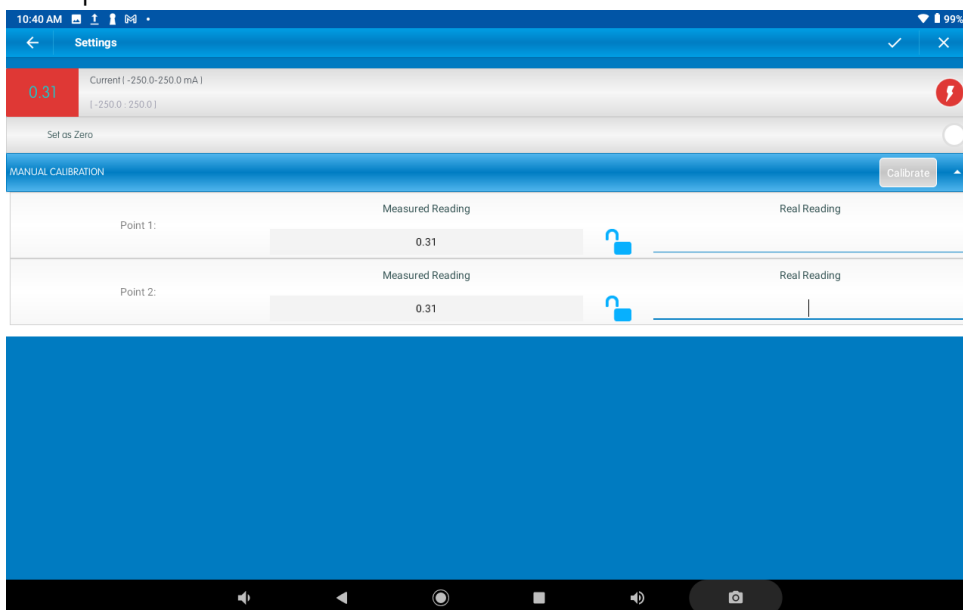 10:40 AM
99%
Settings
0.31
Current ( -250.0-250.0 mA )
[ -250.0 : 250.0 ]
Set as Zero
MANUAL CALIBRATION
Calibrate
Point 1:
Measured Reading
Real Reading
0.31
Point 2:
Measured Reading
Real Reading
0.31